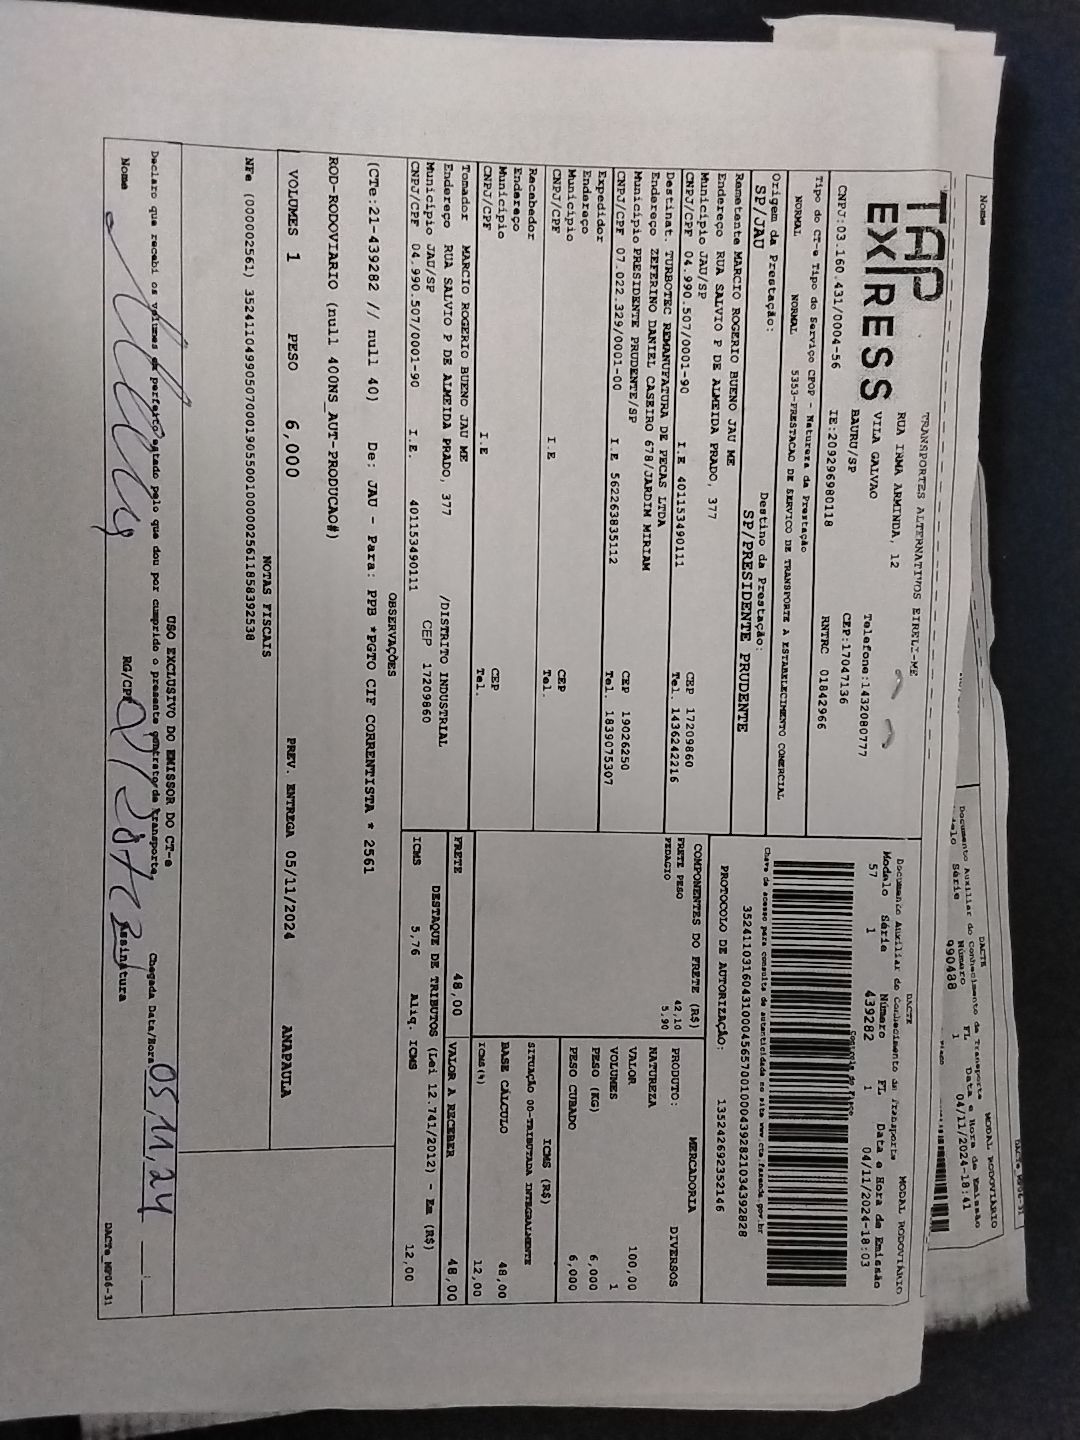 TAP
EXPRESS
TRANSPORTES ALTERNATIVOS EIRELI-ME
RUA IRMA ARMINDA, 12
VILA GALVAO
BAURU/SP
Telefone:1432080777
CEP:17047136
CNPJ:03.160.431/0004-56 IE:209296980118 RNTRC 01842966
Tipo do CT-e Tipo do Serviço CFOP - Natureza da Prestação
NORMAL NORMAL 5353-PRESTACAO DE SERVICO DE TRANSPORTE A ESTABELECIMENTO COMERCIAL
Origem da Prestação: Destino da Prestação:
SP/JAU SP/PRESIDENTE PRUDENTE
Remetente MARCIO ROGERIO BUENO JAU ME
Endereço RUA SALVIO P DE ALMEIDA PRADO, 377
Município JAU/SP CEP 17209860
CNPJ/CPF 04.990.507/0001-90 I.E 401153490111 Tel. 1436242216
Destinat. TURBOTEC REMANUFATURA DE PECAS LTDA
Endereço ZEFERINO DANIEL CASEIRO 678/JARDIM MIRIAM
Município PRESIDENTE PRUDENTE/SP CEP 19026250
CNPJ/CPF 07.022.329/0001-00 I.E 562263835112 Tel. 1839075307
Expedidor
Endereço
Município CEP
CNPJ/CPF I.E Tel.
Recebedor
Endereço
Município CEP
CNPJ/CPF I.E Tel.
Tomador MARCIO ROGERIO BUENO JAU ME
Endereço RUA SALVIO P DE ALMEIDA PRADO, 377 /DISTRITO INDUSTRIAL
Município JAU/SP CEP 17209860
CNPJ/CPF 04.990.507/0001-90 I.E. 401153490111
DACTE MODAL RODOVIÁRIO
Documento Auxiliar do Conhecimento de Transporte
Modelo Série Número FL Data e Hora de Emissão
57 1 439282 1 04/11/2024-18:03
Controle do Fisco
Chave de acesso para consulta de autenticidade no site www.cte.fazenda.gov.br
35241103160431000456570010004392821034392828
PROTOCOLO DE AUTORIZAÇÃO: 135242692352146
COMPONENTES DO FRETE (R$)
FRETE PESO 42,10
PEDAGIO 5,90
MERCADORIA
PRODUTO: DIVERSOS
NATUREZA
VALOR 100,00
VOLUMES 1
PESO (KG) 6,000
PESO CUBADO 6,000
ICMS (R$)
SITUAÇÃO 00-TRIBUTADA INTEGRALMENTE
BASE CÁLCULO 48,00
ICMS (%) 12,00
FRETE 48,00 VALOR A RECEBER 48,00
DESTAQUE DE TRIBUTOS (Lei 12.741/2012) - Em (R$)
ICMS 5,76 Aliq. ICMS 12,00
OBSERVAÇÕES
(CTe:21-439282 // null 40) De: JAU - Para: PPB *PGTO CIF CORRENTISTA * 2561
ROD-RODOVIARIO (null 400NS_AUT-PRODUCAO#)
VOLUMES 1 PESO 6,000 PREV. ENTREGA 05/11/2024 ANAPAULA
NOTAS FISCAIS
NFe (000002561) 35241104990507000190550010000025611858392538
USO EXCLUSIVO DO EMISSOR DO CT-e
Declaro que recebi os volumes em perfeito estado pelo que dou por cumprido o presente contrato de transporte. Chegada Data/Hora 05,11,24
Nome RG/CPF Assinatura
DACTe_MP06-31
Nome
DACTE MODAL RODOVIÁRIO
Documento Auxiliar do Conhecimento de Transporte
Série Número FL Data e Hora de Emissão
990488 1 04/11/2024-18:41
DACTe_MP06-31